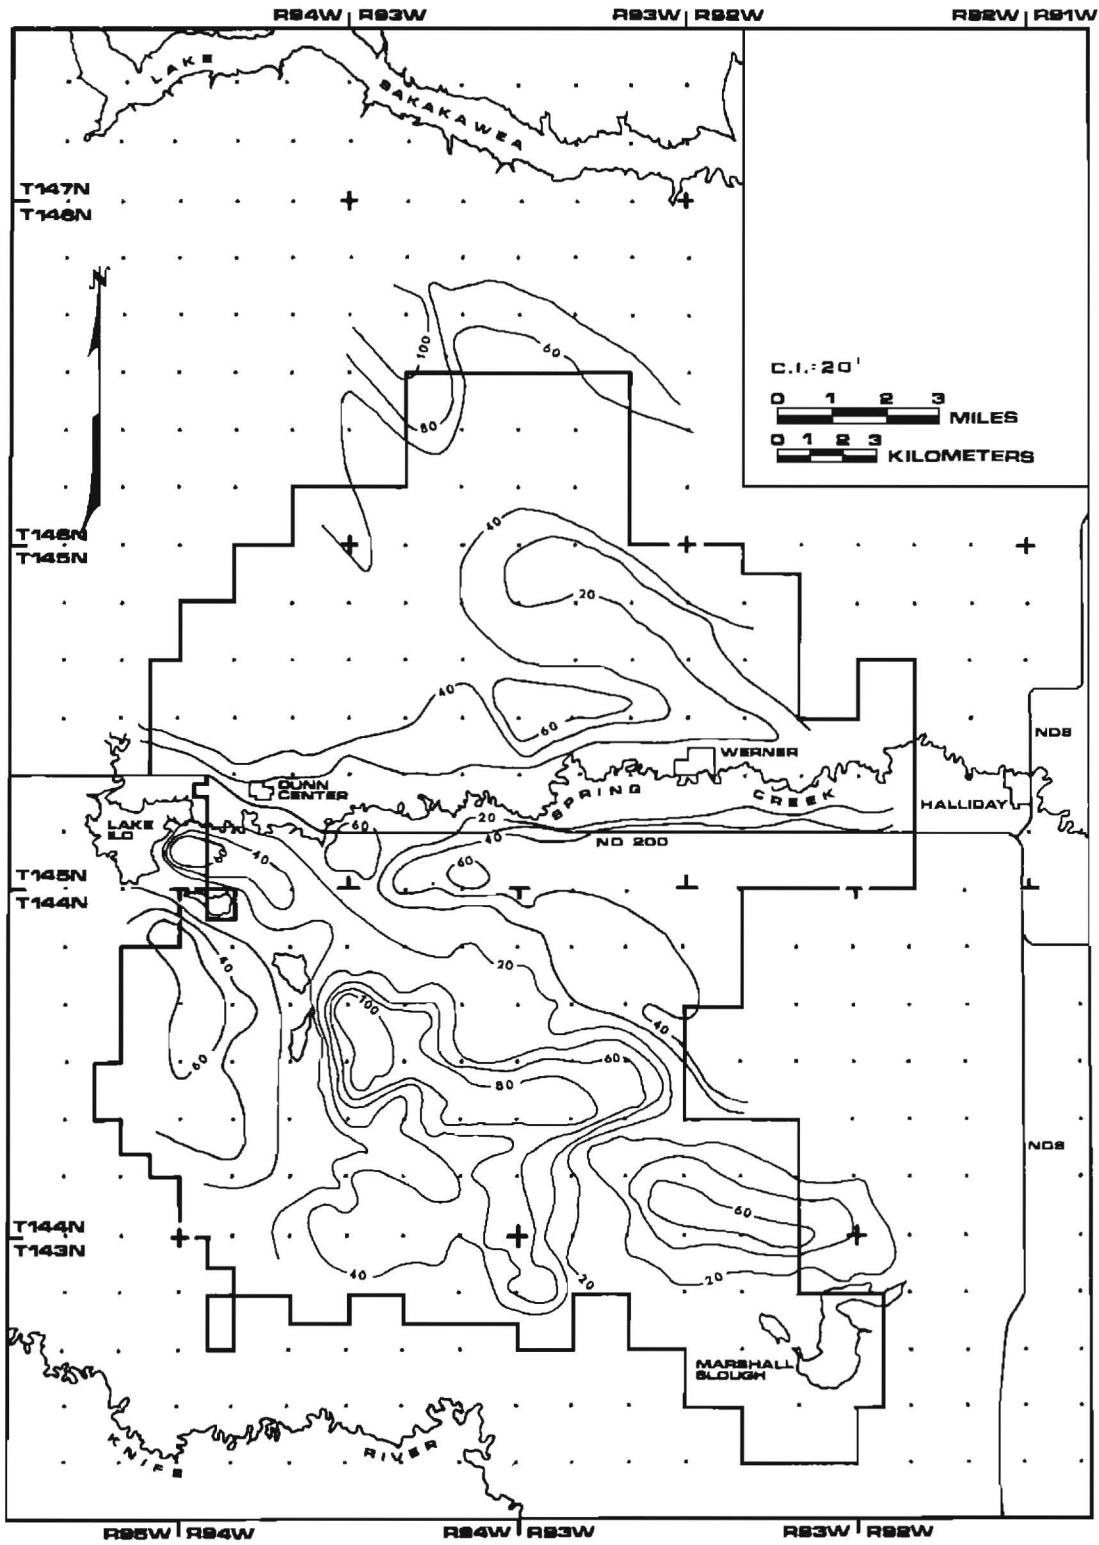 R94W R93W
R93W R92W
R92W R91W
LAKE
SAKAKAWEA
T147N
T146N
N
100
60
C.I.: 20'
0 1 2 3
MILES
0 1 2 3
KILOMETERS
80
T146N
T145N
40
20
40
60
ND8
WERNER
DUNN
CENTER
SPRING CREEK
HALLIDAY
LAKE
ILO
20
60
40
ND 200
40
60
T145N
T144N
20
40
100
40
60
60
80
ND8
60
T144N
T143N
40
20
20
MARSHALL
SLOUGH
KNIFE
RIVER
R95W R94W
R94W R93W
R93W R92W